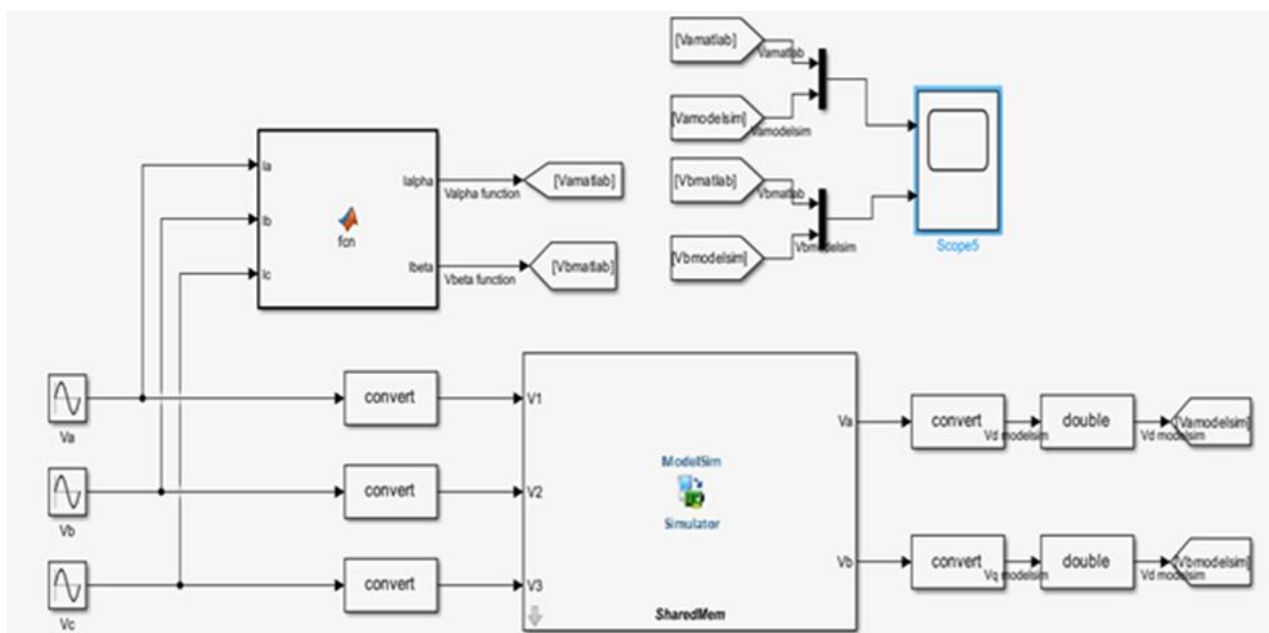 [Vamatlab]
Vamatlab
[Vamodelsim]
Vamodelsim
[Vbmatlab]
Vbmatlab
[Vbmodelsim]
Vbmodelsim
Scope5
Ia
Ib
Ic
fcn
Ialpha
Valpha function
[Vamatlab]
Ibeta
Vbeta function
[Vbmatlab]
Va
convert
V1
Vb
convert
V2
Vc
convert
V3
ModelSim
Simulator
SharedMem
Va
convert
Vd modelsim
double
Vd modelsim
[Vamodelsim]
Vb
convert
Vq modelsim
double
Vd modelsim
[Vbmodelsim]